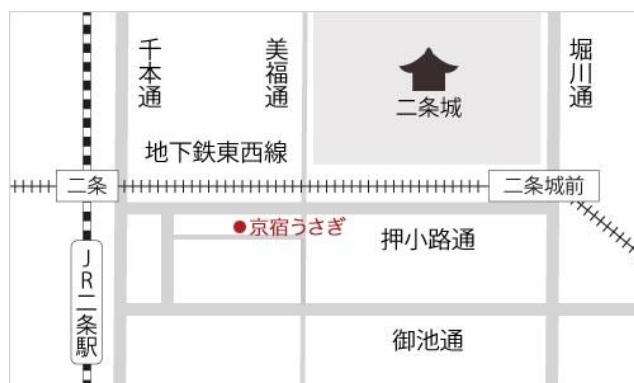 千本通
美福通
堀川通
二条城
地下鉄東西線
二条
二条城前
京宿うさぎ
押小路通
JR二条駅
御池通